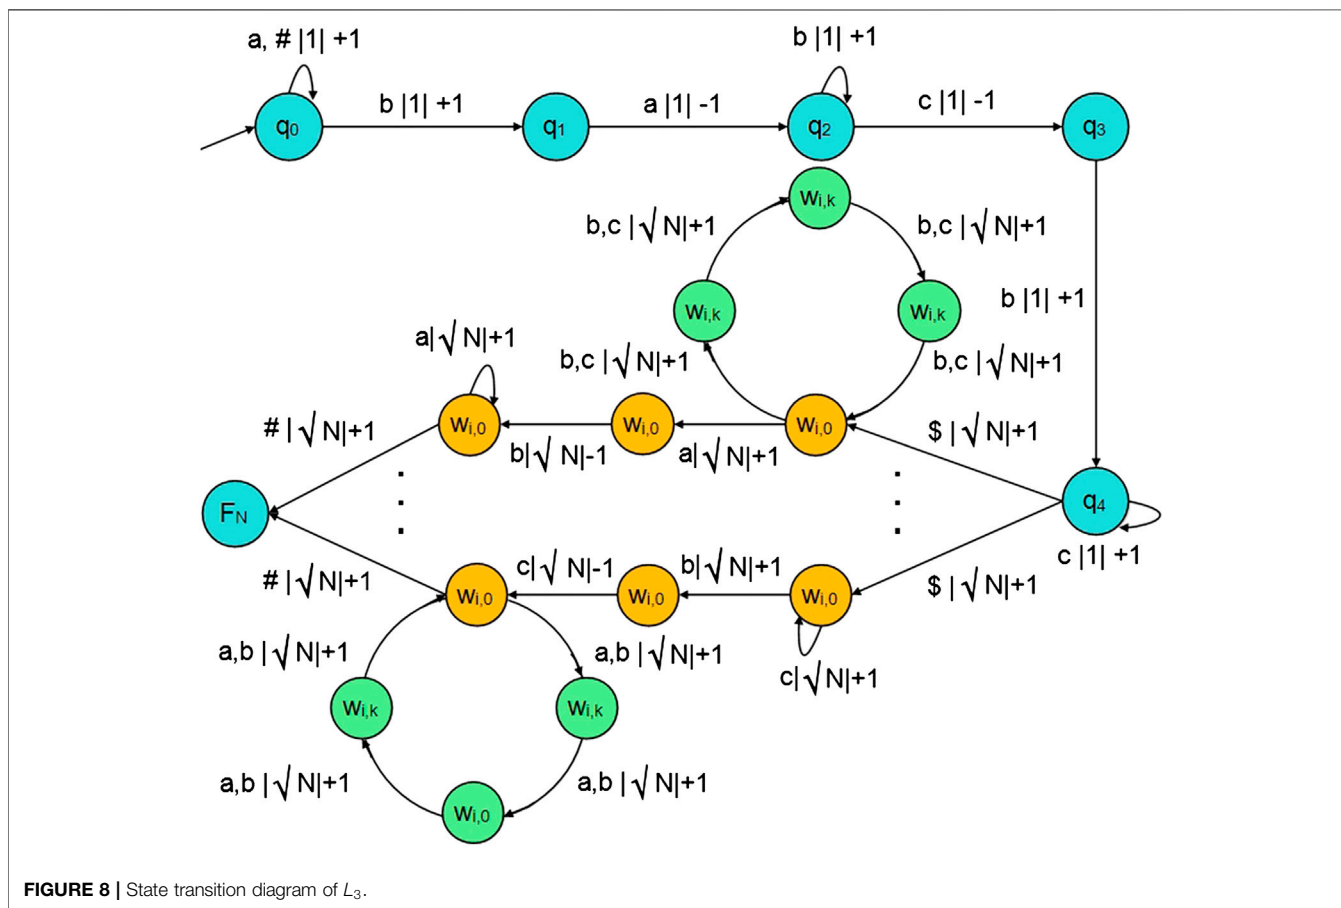 a, # |1| +1
b |1| +1
q0
b |1| +1
q1
a |1| -1
q2
c |1| -1
q3
wi,k
b,c |√N|+1
b,c |√N|+1
wi,k
wi,k
b |1| +1
a|√N|+1
b,c |√N|+1
b,c |√N|+1
# |√N|+1
wi,0
b|√N|-1
wi,0
a|√N|+1
wi,0
$ |√N|+1
FN
q4
c |1| +1
# |√N|+1
wi,0
c|√N|-1
wi,0
b|√N|+1
wi,0
$ |√N|+1
a,b |√N|+1
a,b |√N|+1
c|√N|+1
wi,k
wi,k
a,b |√N|+1
a,b |√N|+1
wi,0
FIGURE 8 | State transition diagram of L3.